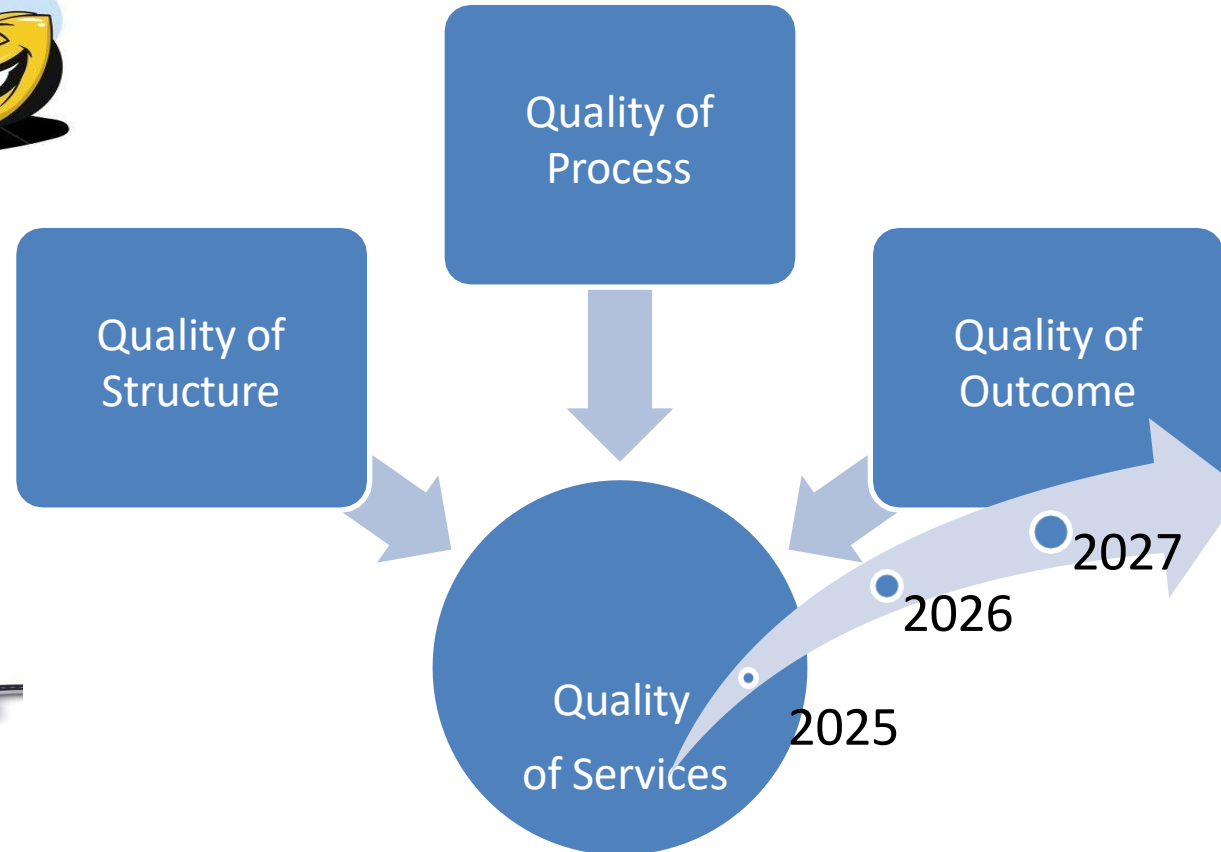 Quality of
Process
Quality of
Structure
Quality of
Outcome
2027
2026
Quality
of Services
2025